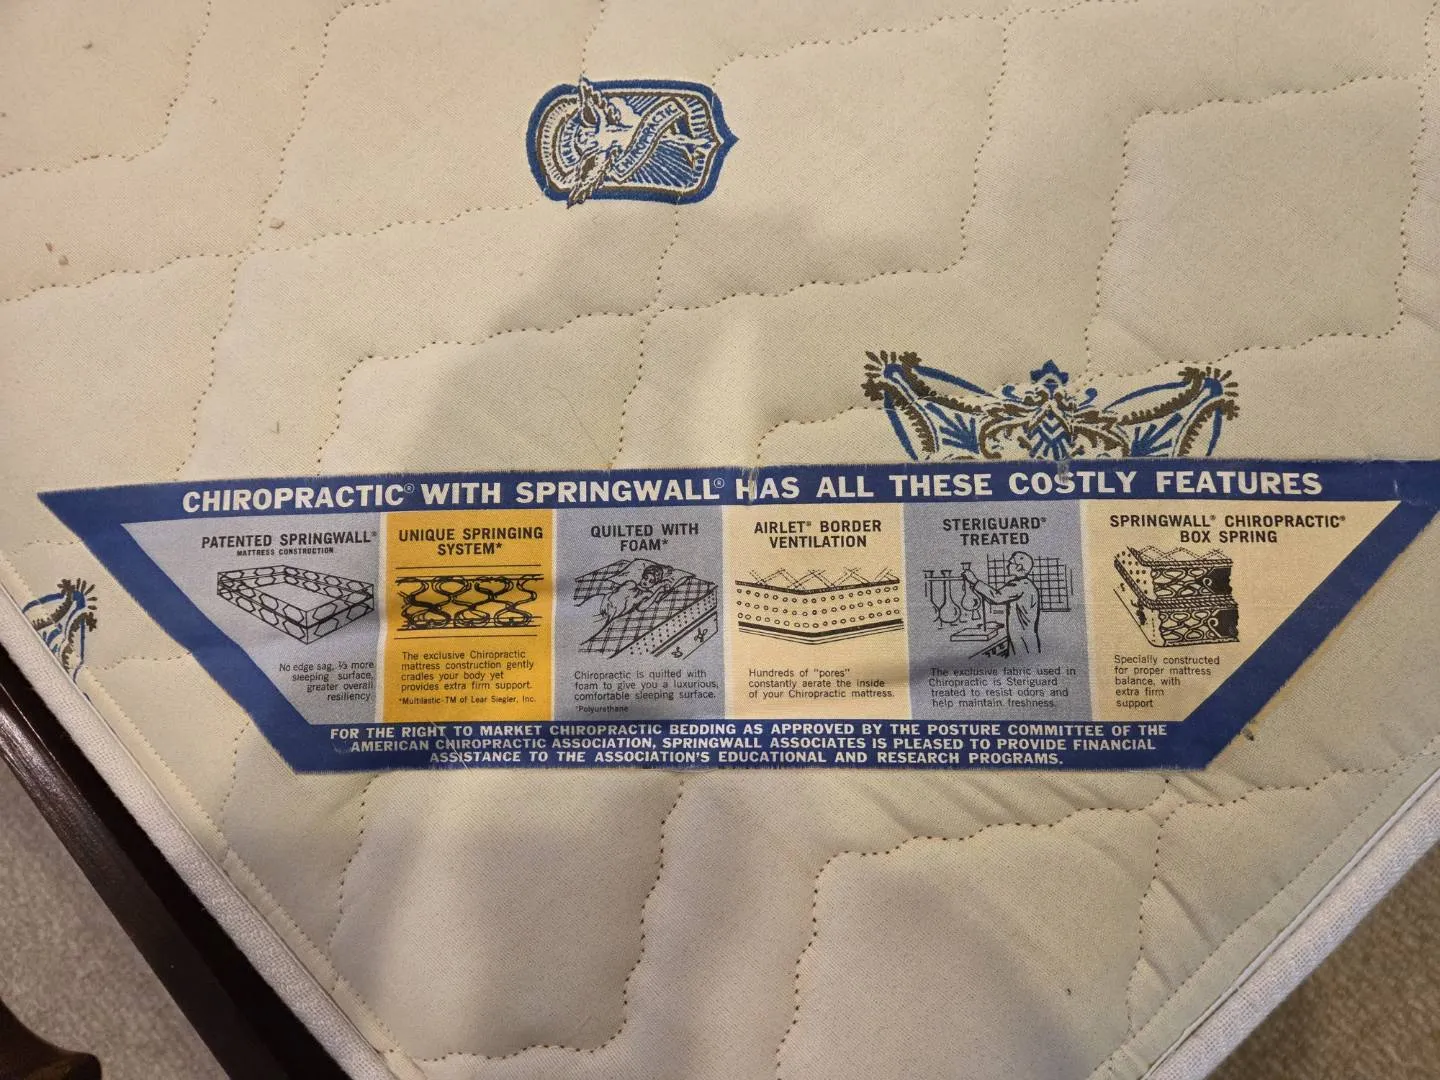 HEALTH
CHIROPRACTIC
CHIROPRACTIC® WITH SPRINGWALL® HAS ALL THESE COSTLY FEATURES
PATENTED SPRINGWALL®
MATTRESS CONSTRUCTION
No edge sag, ⅓ more
sleeping surface,
greater overall
resiliency
UNIQUE SPRINGING
SYSTEM*
The exclusive Chiropractic
mattress construction gently
cradles your body yet
provides extra firm support.
*Multilastic-TM of Lear Siegler, Inc.
QUILTED WITH
FOAM*
Chiropractic is quilted with
foam to give you a luxurious,
comfortable sleeping surface.
*Polyurethane
AIRLET® BORDER
VENTILATION
Hundreds of "pores"
constantly aerate the inside
of your Chiropractic mattress.
STERIGUARD®
TREATED
The exclusive fabric used in
Chiropractic is Steriguard
treated to resist odors and
help maintain freshness.
SPRINGWALL® CHIROPRACTIC®
BOX SPRING
Specially constructed
for proper mattress
balance, with
extra firm
support
FOR THE RIGHT TO MARKET CHIROPRACTIC BEDDING AS APPROVED BY THE POSTURE COMMITTEE OF THE
AMERICAN CHIROPRACTIC ASSOCIATION, SPRINGWALL ASSOCIATES IS PLEASED TO PROVIDE FINANCIAL
ASSISTANCE TO THE ASSOCIATION'S EDUCATIONAL AND RESEARCH PROGRAMS.